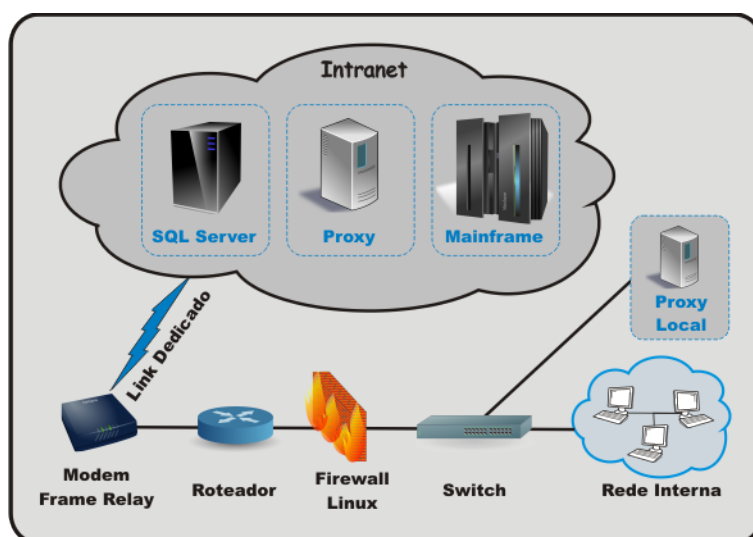 Intranet
SQL Server
Proxy
Mainframe
Proxy
Local
Link Dedicado
Modem
Frame Relay
Roteador
Firewall
Linux
Switch
Rede Interna